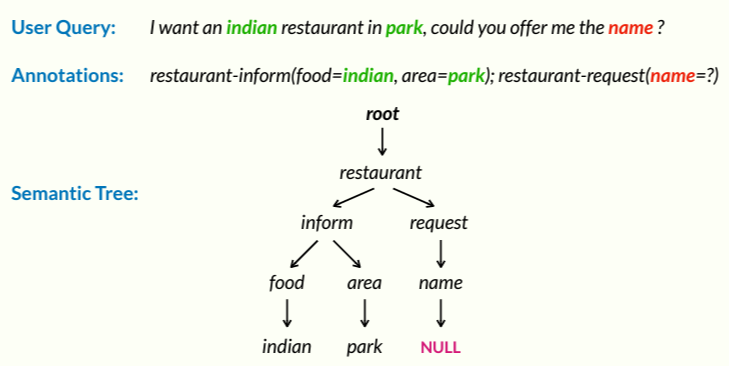 User Query: I want an indian restaurant in park, could you offer me the name ?
Annotations: restaurant-inform(food=indian, area=park); restaurant-request(name=?)
root
restaurant
Semantic Tree:
inform request
food area name
indian park NULL